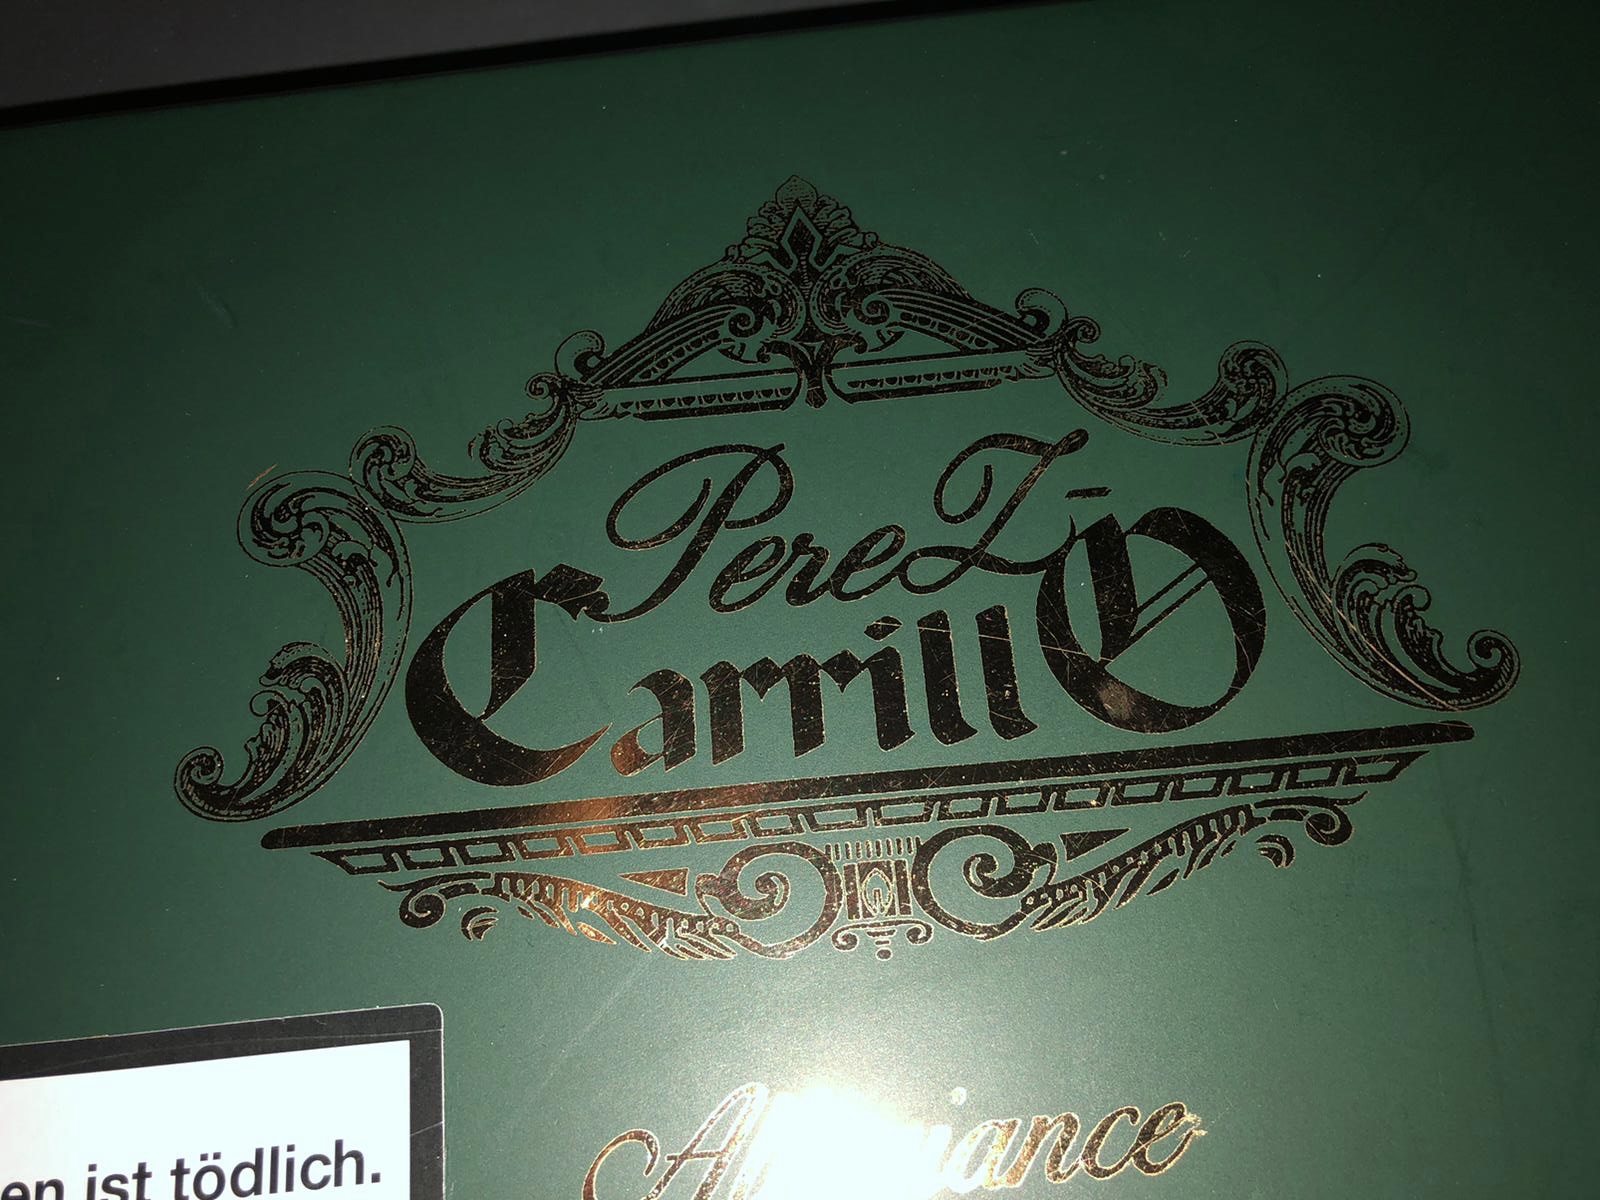 Perez-
Carrillo
en ist tödlich.